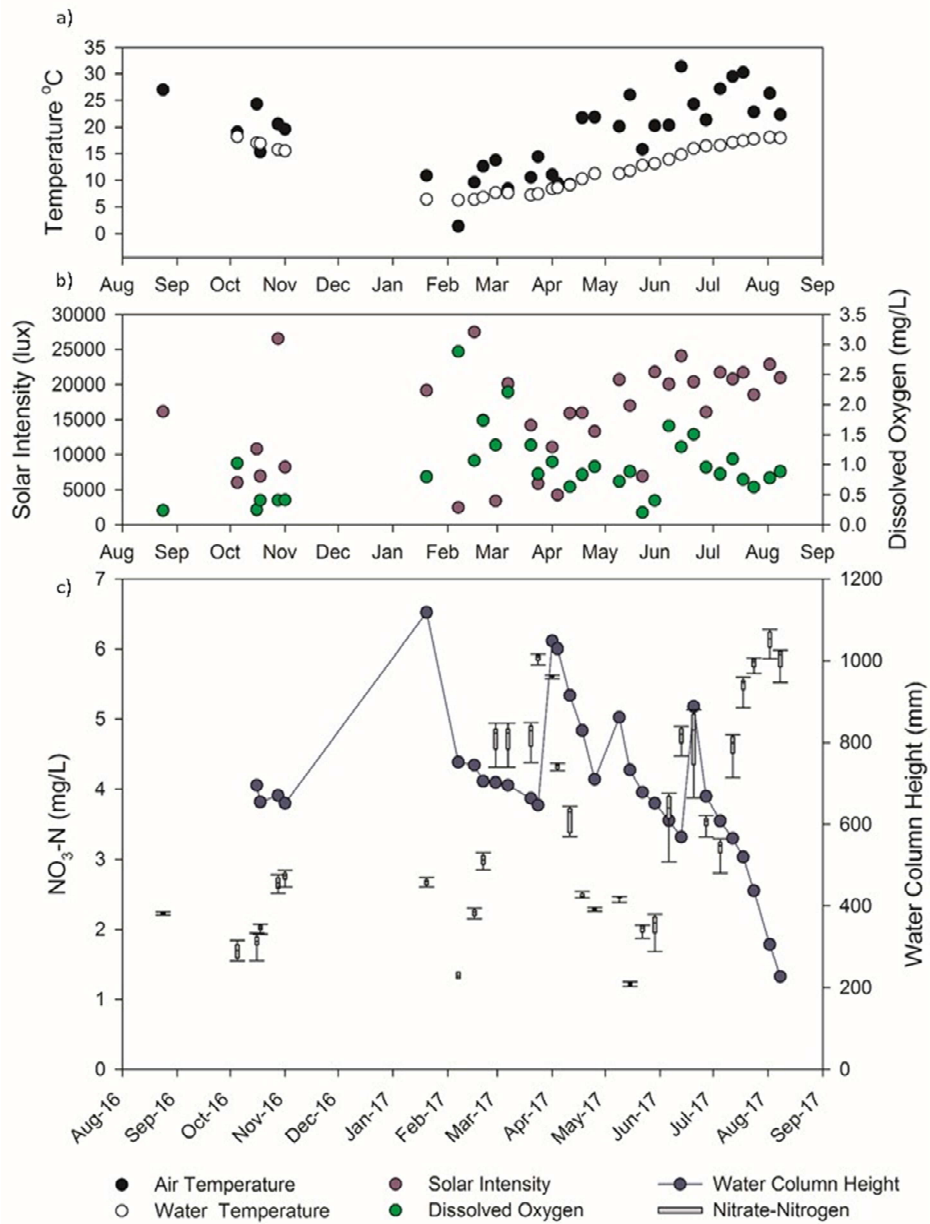 a)
Temperature °C
35
30
25
20
15
10
5
0
Aug Sep Oct Nov Dec Jan Feb Mar Apr May Jun Jul Aug Sep
b)
Solar Intensity (lux)
30000
25000
20000
15000
10000
5000
0
Dissolved Oxygen (mg/L)
3.5
3.0
2.5
2.0
1.5
1.0
0.5
0.0
Aug Sep Oct Nov Dec Jan Feb Mar Apr May Jun Jul Aug Sep
c)
NO3-N (mg/L)
7
6
5
4
3
2
1
0
Water Column Height (mm)
1200
1000
800
600
400
200
0
Aug-16 Sep-16 Oct-16 Nov-16 Dec-16 Jan-17 Feb-17 Mar-17 Apr-17 May-17 Jun-17 Jul-17 Aug-17 Sep-17
Air Temperature Solar Intensity Water Column Height
Water Temperature Dissolved Oxygen Nitrate-Nitrogen